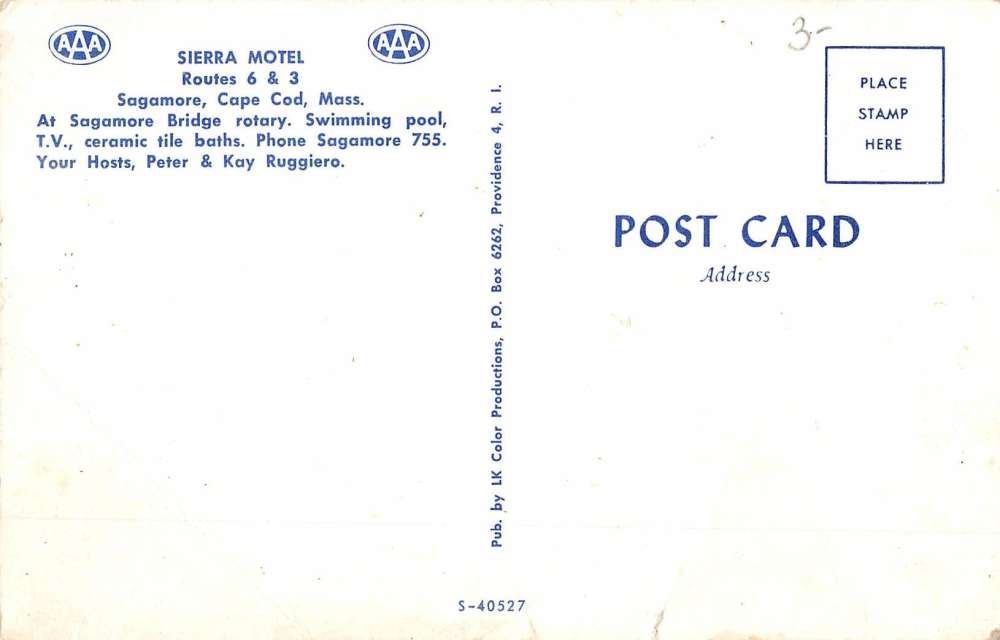 AAA
AAA
SIERRA MOTEL
Routes 6 & 3
Sagamore, Cape Cod, Mass.
At Sagamore Bridge rotary. Swimming pool,
T.V., ceramic tile baths. Phone Sagamore 755.
Your Hosts, Peter & Kay Ruggiero.
Pub. by LK Color Productions, P.O. Box 6262, Providence 4, R. I.
3-
PLACE
STAMP
HERE
POST CARD
Address
S-40527